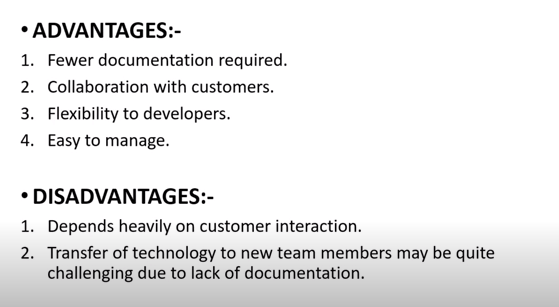 • ADVANTAGES:-
1. Fewer documentation required.
2. Collaboration with customers.
3. Flexibility to developers.
4. Easy to manage.
• DISADVANTAGES:-
1. Depends heavily on customer interaction.
2. Transfer of technology to new team members may be quite
challenging due to lack of documentation.